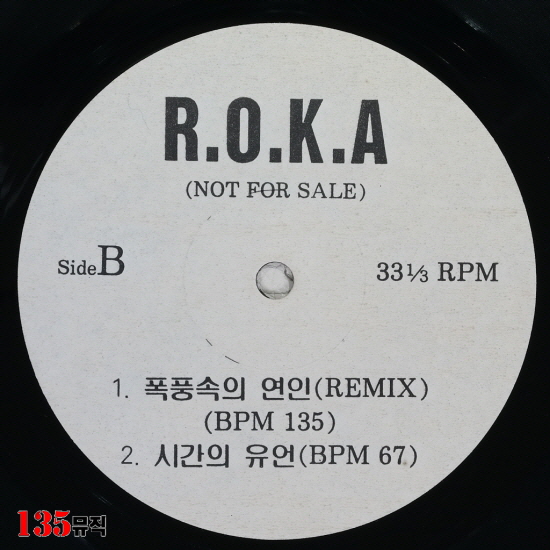 R.O.K.A
(NOT FOR SALE)
Side B
33⅓ RPM
1. 폭풍속의 연인(REMIX)
(BPM 135)
2. 시간의 유언(BPM 67)
135뮤직